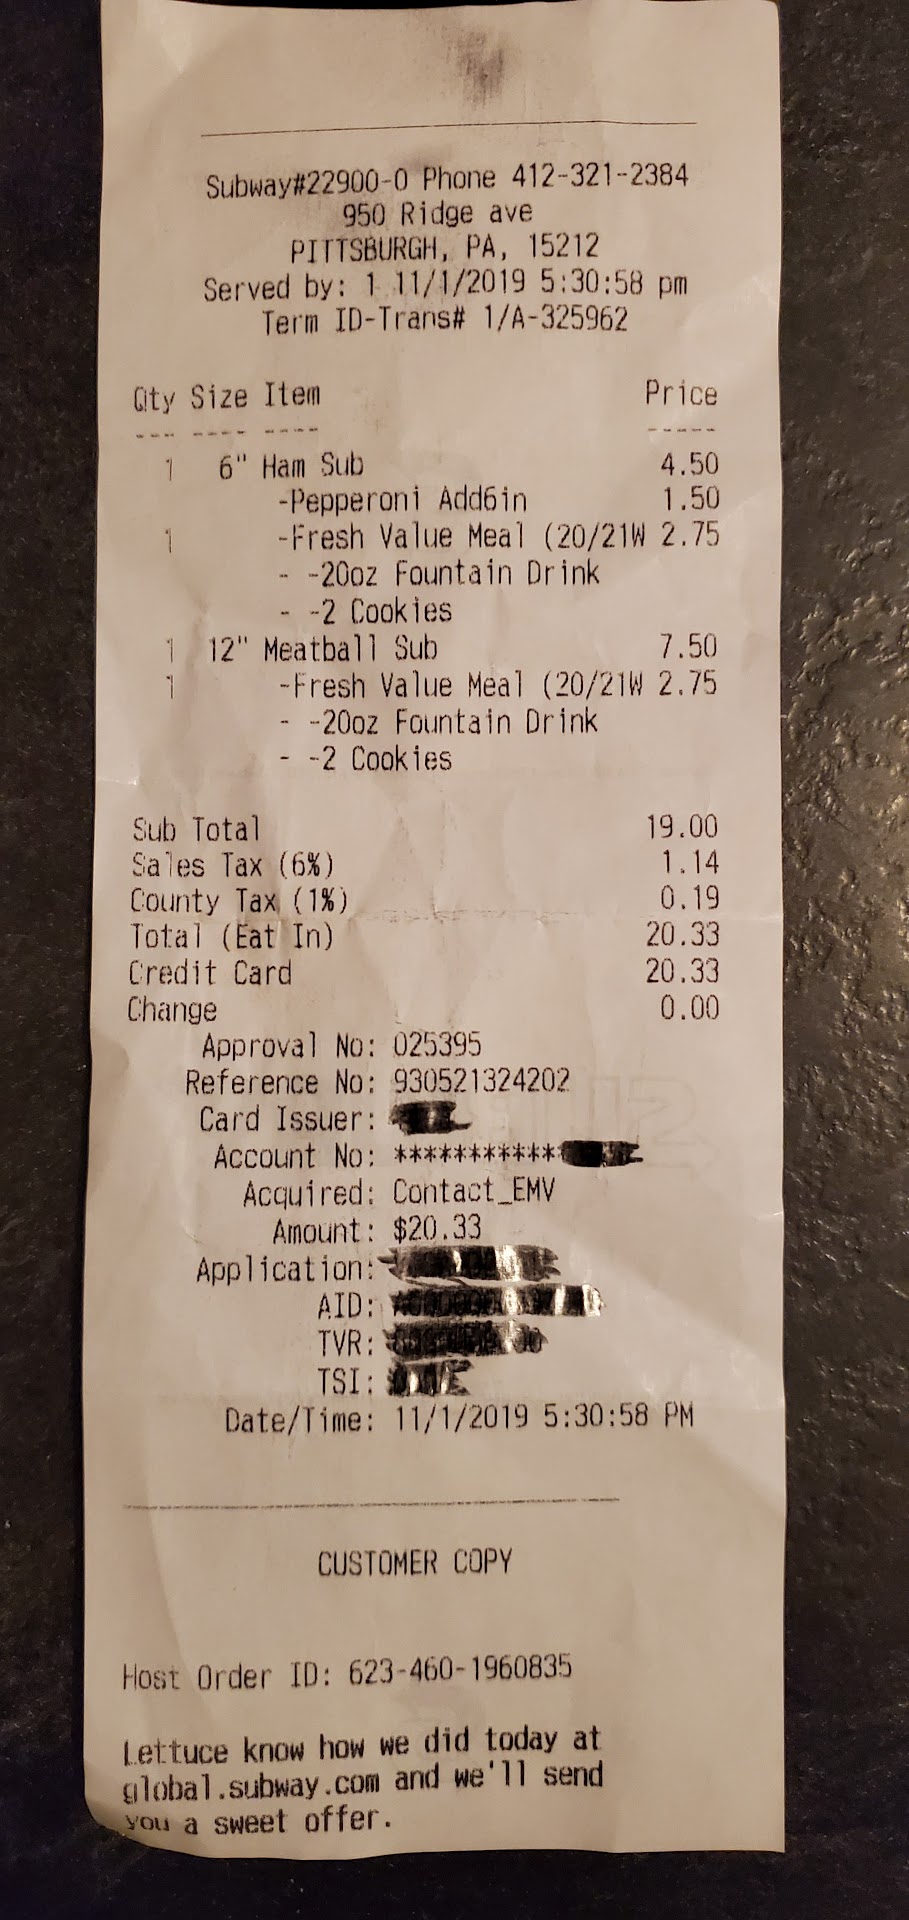 Subway#22900-0 Phone 412-321-2384
950 Ridge ave
PITTSBURGH, PA, 15212
Served by: 1 11/1/2019 5:30:58 pm
Term ID-Trans# 1/A-325962
Qty Size Item Price
--- ---- ---- -----
1 6" Ham Sub 4.50
-Pepperoni Add6in 1.50
1 -Fresh Value Meal (20/21W 2.75
- -20oz Fountain Drink
- -2 Cookies
1 12" Meatball Sub 7.50
1 -Fresh Value Meal (20/21W 2.75
- -20oz Fountain Drink
- -2 Cookies
Sub Total 19.00
Sales Tax (6%) 1.14
County Tax (1%) 0.19
Total (Eat In) 20.33
Credit Card 20.33
Change 0.00
Approval No: 025395
Reference No: 930521324202
Card Issuer:
Account No: ***********
Acquired: Contact_EMV
Amount: $20.33
Application:
AID:
TVR:
TSI:
Date/Time: 11/1/2019 5:30:58 PM
CUSTOMER COPY
Host Order ID: 623-460-1960835
Lettuce know how we did today at
global.subway.com and we'll send
you a sweet offer.